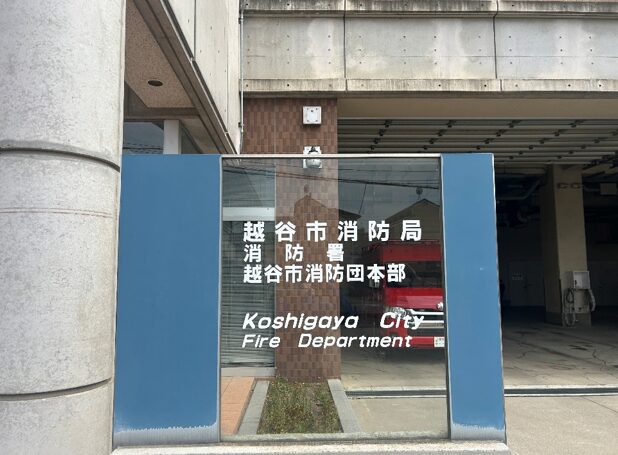 越谷市消防局
消防署
越谷市消防団本部
Koshigaya City
Fire Department